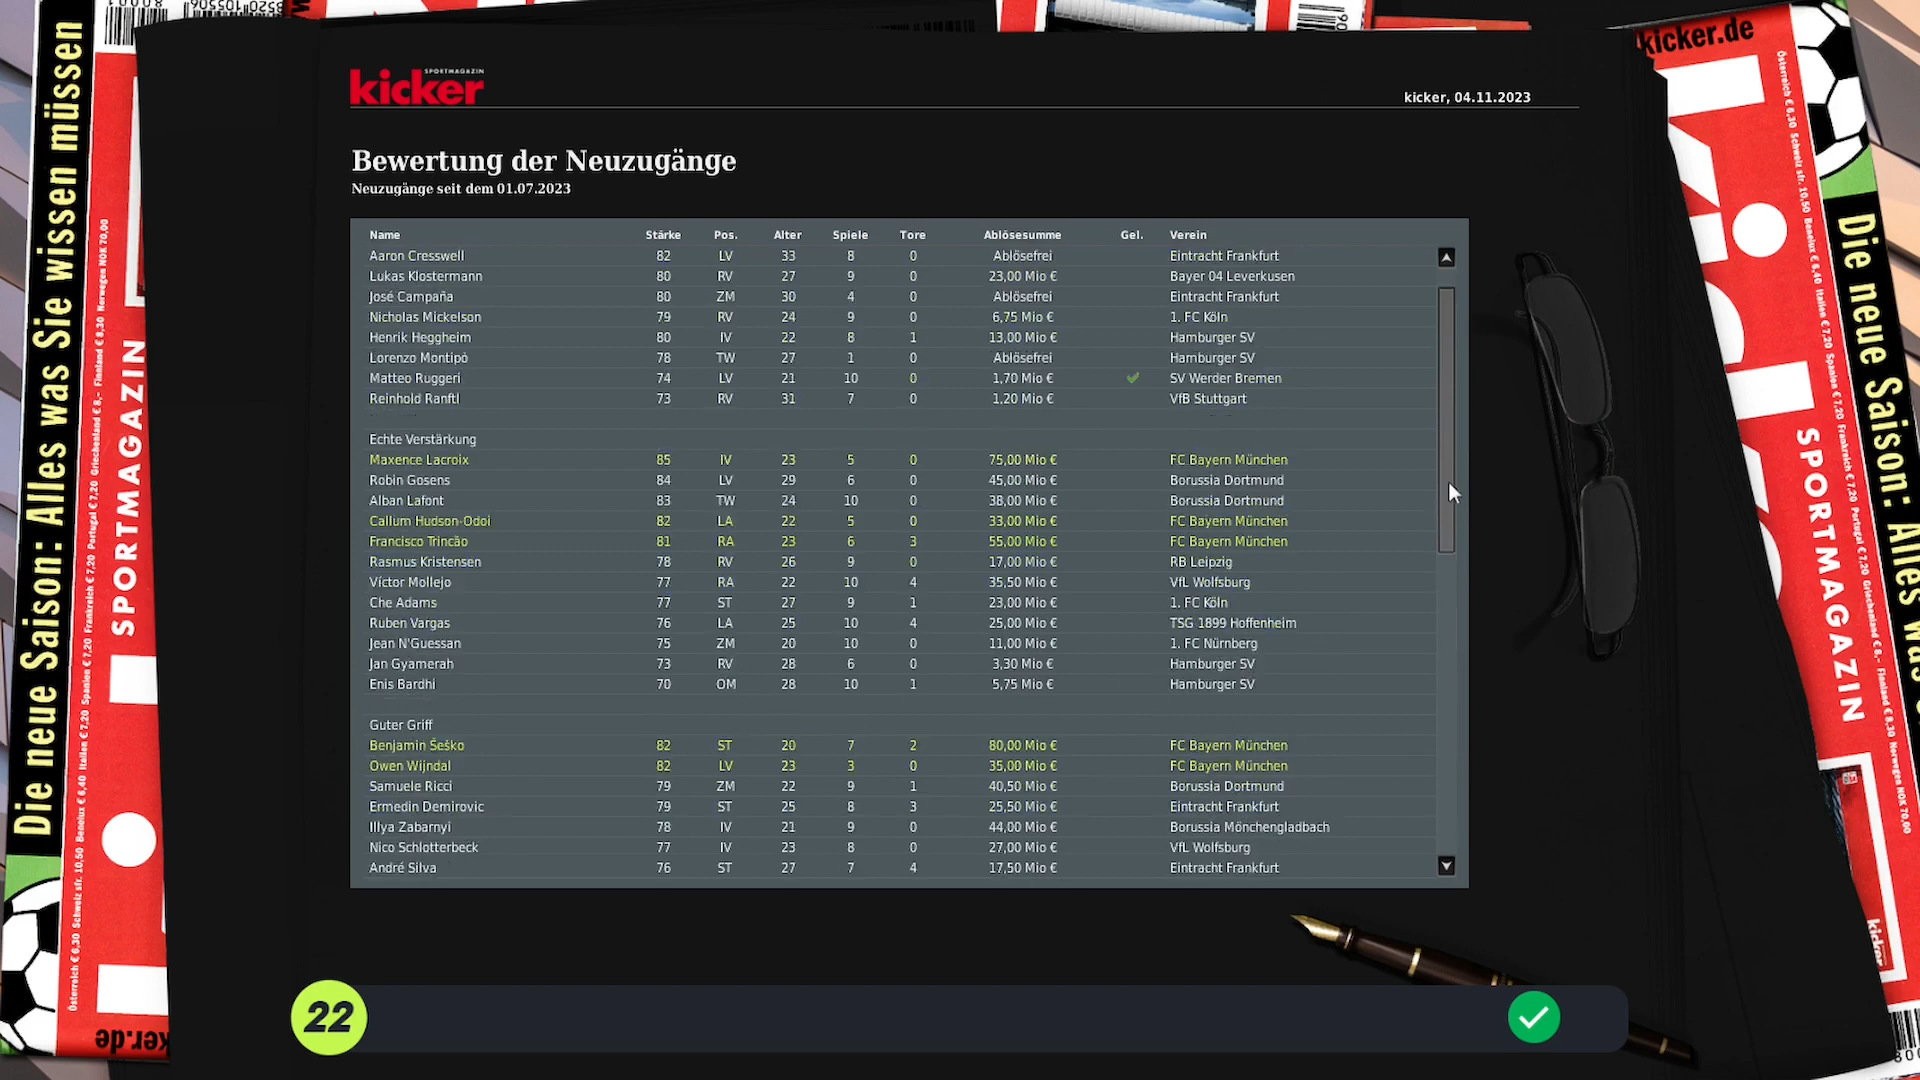 kicker
SPORTMAGAZIN
kicker, 04.11.2023
Bewertung der Neuzugänge
Neuzugänge seit dem 01.07.2023
Name Stärke Pos. Alter Spiele Tore Ablösesumme Gel. Verein
Aaron Cresswell 82 LV 33 8 0 Ablösefrei Eintracht Frankfurt
Lukas Klostermann 80 RV 27 9 0 23,00 Mio € Bayer 04 Leverkusen
José Campaña 80 ZM 30 4 0 Ablösefrei Eintracht Frankfurt
Nicholas Mickelson 79 RV 24 9 0 6,75 Mio € 1. FC Köln
Henrik Heggheim 80 IV 22 8 1 13,00 Mio € Hamburger SV
Lorenzo Montipò 78 TW 27 1 0 Ablösefrei Hamburger SV
Matteo Ruggeri 74 LV 21 10 0 1,70 Mio € SV Werder Bremen
Reinhold Ranftl 73 RV 31 7 0 1,20 Mio € VfB Stuttgart
Echte Verstärkung
Maxence Lacroix 85 IV 23 5 0 75,00 Mio € FC Bayern München
Robin Gosens 84 LV 29 6 0 45,00 Mio € Borussia Dortmund
Alban Lafont 83 TW 24 10 0 38,00 Mio € Borussia Dortmund
Callum Hudson-Odoi 82 LA 22 5 0 33,00 Mio € FC Bayern München
Francisco Trincão 81 RA 23 6 3 55,00 Mio € FC Bayern München
Rasmus Kristensen 78 RV 26 9 0 17,00 Mio € RB Leipzig
Víctor Mollejo 77 RA 22 10 4 35,50 Mio € VfL Wolfsburg
Che Adams 77 ST 27 9 1 23,00 Mio € 1. FC Köln
Ruben Vargas 76 LA 25 10 4 25,00 Mio € TSG 1899 Hoffenheim
Jean N'Guessan 75 ZM 20 10 0 11,00 Mio € 1. FC Nürnberg
Jan Gyamerah 73 RV 28 6 0 3,30 Mio € Hamburger SV
Enis Bardhi 70 OM 28 10 1 5,75 Mio € Hamburger SV
Guter Griff
Benjamin Šeško 82 ST 20 7 2 80,00 Mio € FC Bayern München
Owen Wijndal 82 LV 23 3 0 35,00 Mio € FC Bayern München
Samuele Ricci 79 ZM 22 9 1 40,50 Mio € Borussia Dortmund
Ermedin Demirovic 79 ST 25 8 3 25,50 Mio € Eintracht Frankfurt
Illya Zabarnyi 78 IV 21 9 0 44,00 Mio € Borussia Mönchengladbach
Nico Schlotterbeck 77 IV 23 8 0 27,00 Mio € VfL Wolfsburg
André Silva 76 ST 27 7 4 17,50 Mio € Eintracht Frankfurt
22
Die neue Saison: Alles was Sie wissen müssen
SPORTMAGAZIN
kicker.de
Die neue Saison: Alles was
SPORTMAGAZIN
kicker